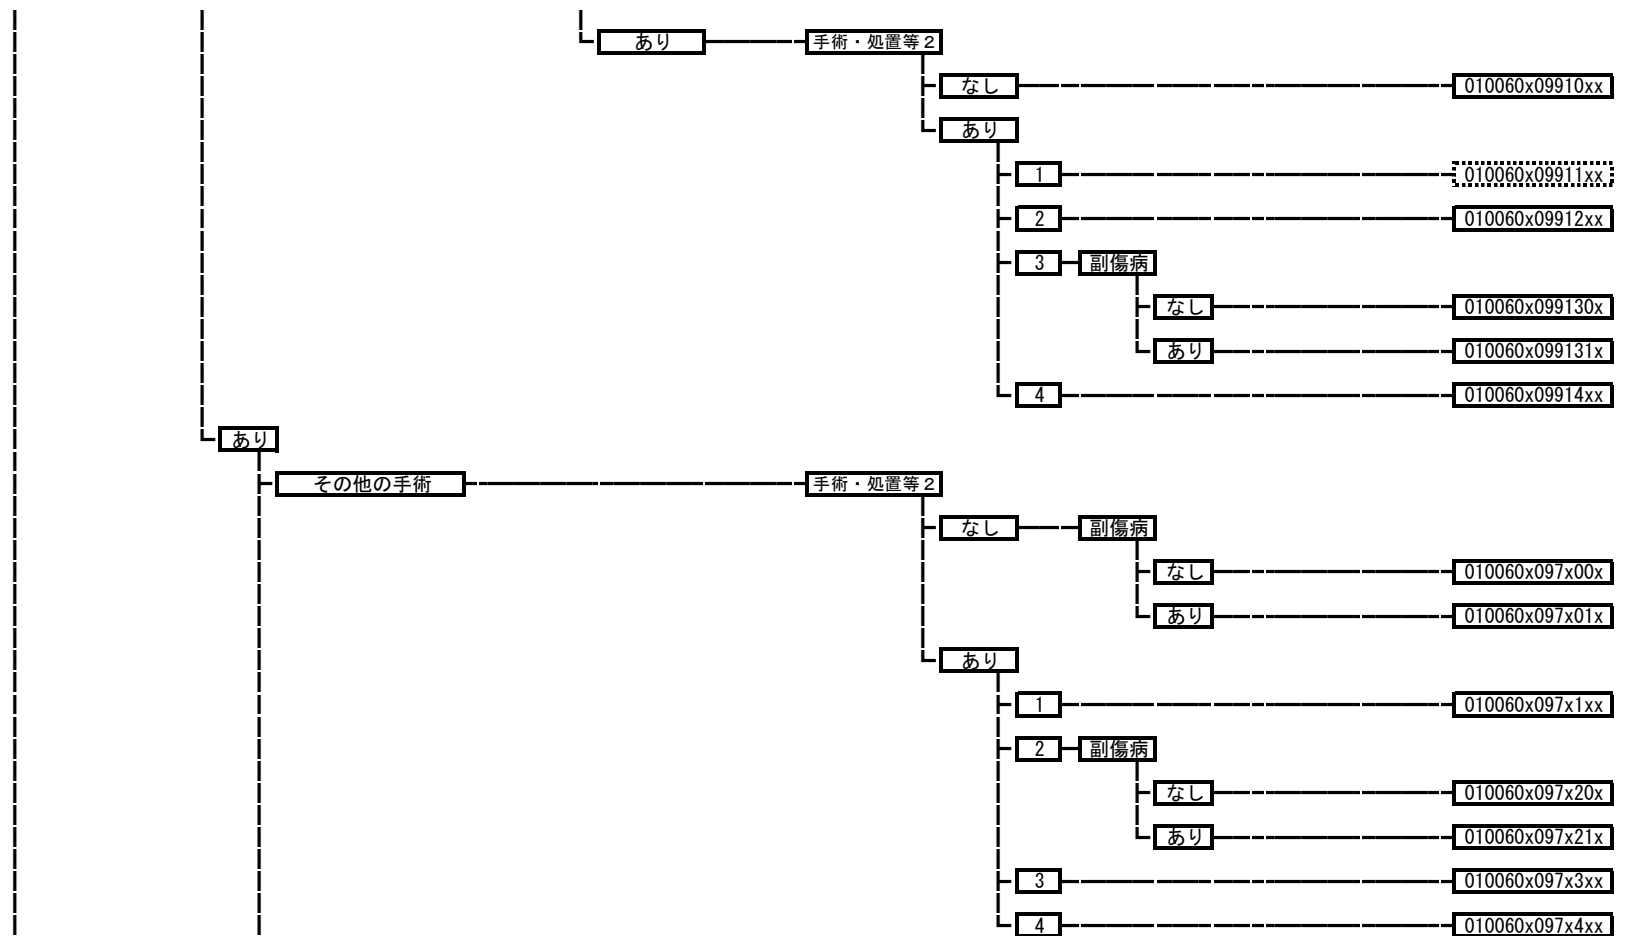 あり 手術・処置等２
なし 010060x09910xx
あり
1 010060x09911xx
2 010060x09912xx
3 副傷病
なし 010060x099130x
あり 010060x099131x
4 010060x09914xx
あり
その他の手術 手術・処置等２
なし 副傷病
なし 010060x097x00x
あり 010060x097x01x
あり
1 010060x097x1xx
2 副傷病
なし 010060x097x20x
あり 010060x097x21x
3 010060x097x3xx
4 010060x097x4xx